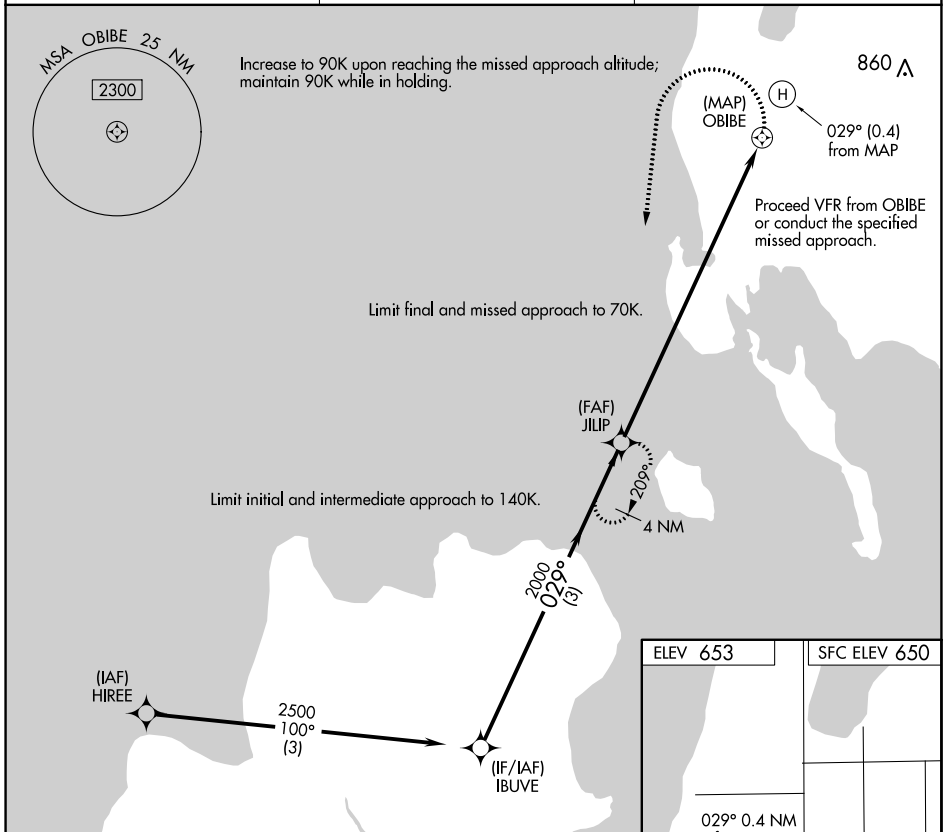 MSA OBIBE 25 NM
2300
Increase to 90K upon reaching the missed approach altitude;
maintain 90K while in holding.
860
(MAP)
OBIBE
H
029° (0.4)
from MAP
Proceed VFR from OBIBE
or conduct the specified
missed approach.
Limit final and missed approach to 70K.
(FAF)
JILIP
209°
4 NM
Limit initial and intermediate approach to 140K.
2000
029°
(3)
(IAF)
HIREE
2500
100°
(3)
(IF/IAF)
IBUVE
ELEV 653
SFC ELEV 650
029° 0.4 NM